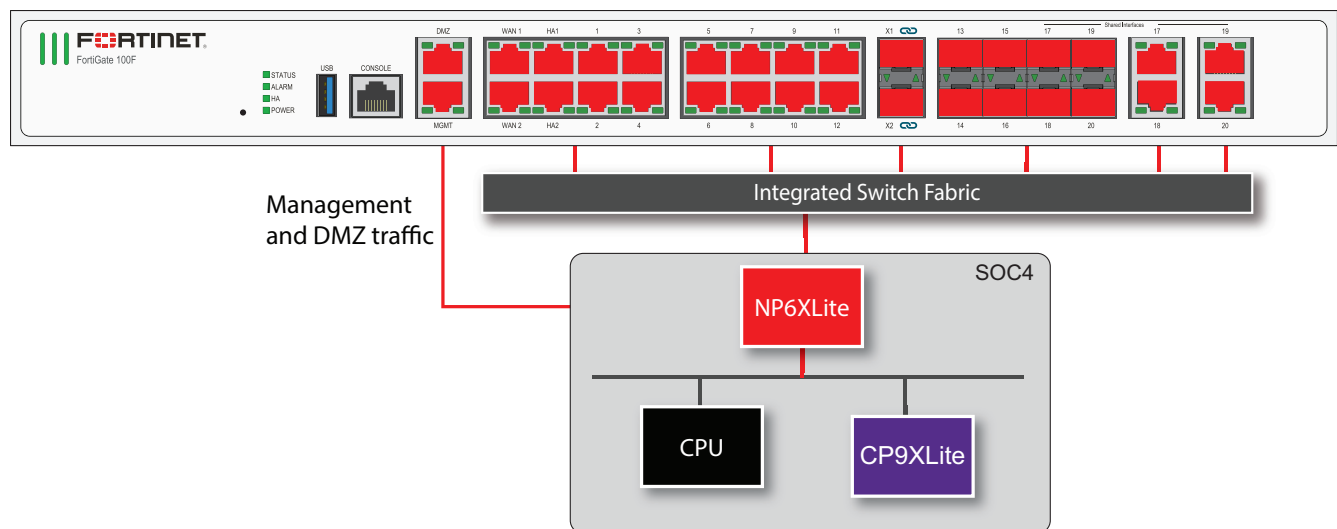 Shared Interfaces
DMZ WAN 1 HA1 1 3 5 7 9 11 X1 13 15 17 19 17 19
FORTINET
FortiGate 100F
USB CONSOLE
STATUS
ALARM
HA
POWER
MGMT WAN 2 HA2 2 4 6 8 10 12 X2 14 16 18 20 18 20
Integrated Switch Fabric
Management
and DMZ traffic
SOC4
NP6XLite
CPU CP9XLite